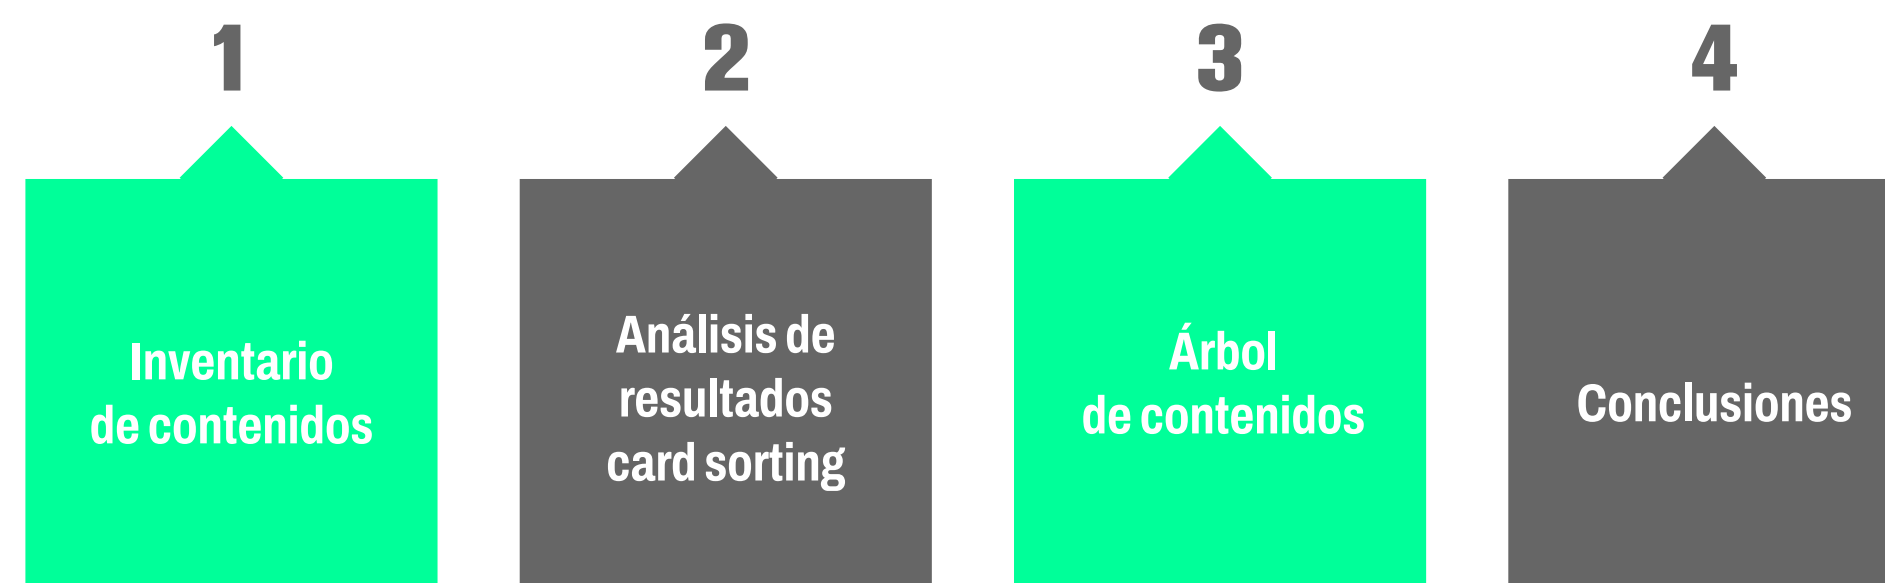 1
Inventario
de contenidos
2
Análisis de
resultados
card sorting
3
Árbol
de contenidos
4
Conclusiones